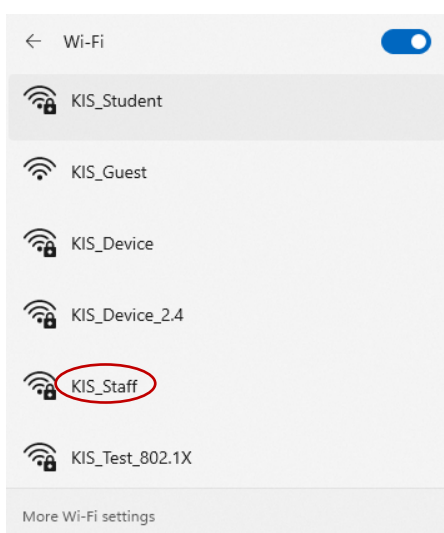 Wi-Fi
KIS_Student
KIS_Guest
KIS_Device
KIS_Device_2.4
KIS_Staff
KIS_Test_802.1X
More Wi-Fi settings